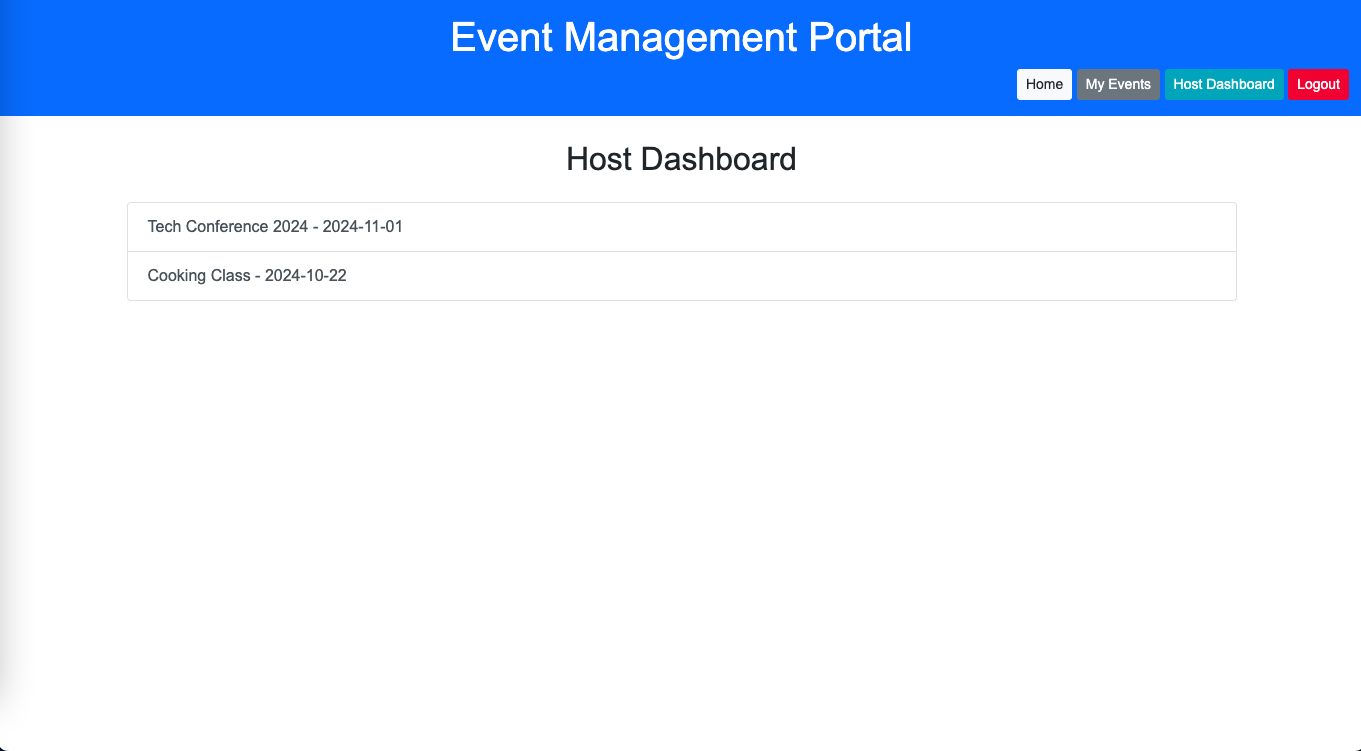 Event Management Portal
Home My Events Host Dashboard Logout
Host Dashboard
Tech Conference 2024 - 2024-11-01
Cooking Class - 2024-10-22